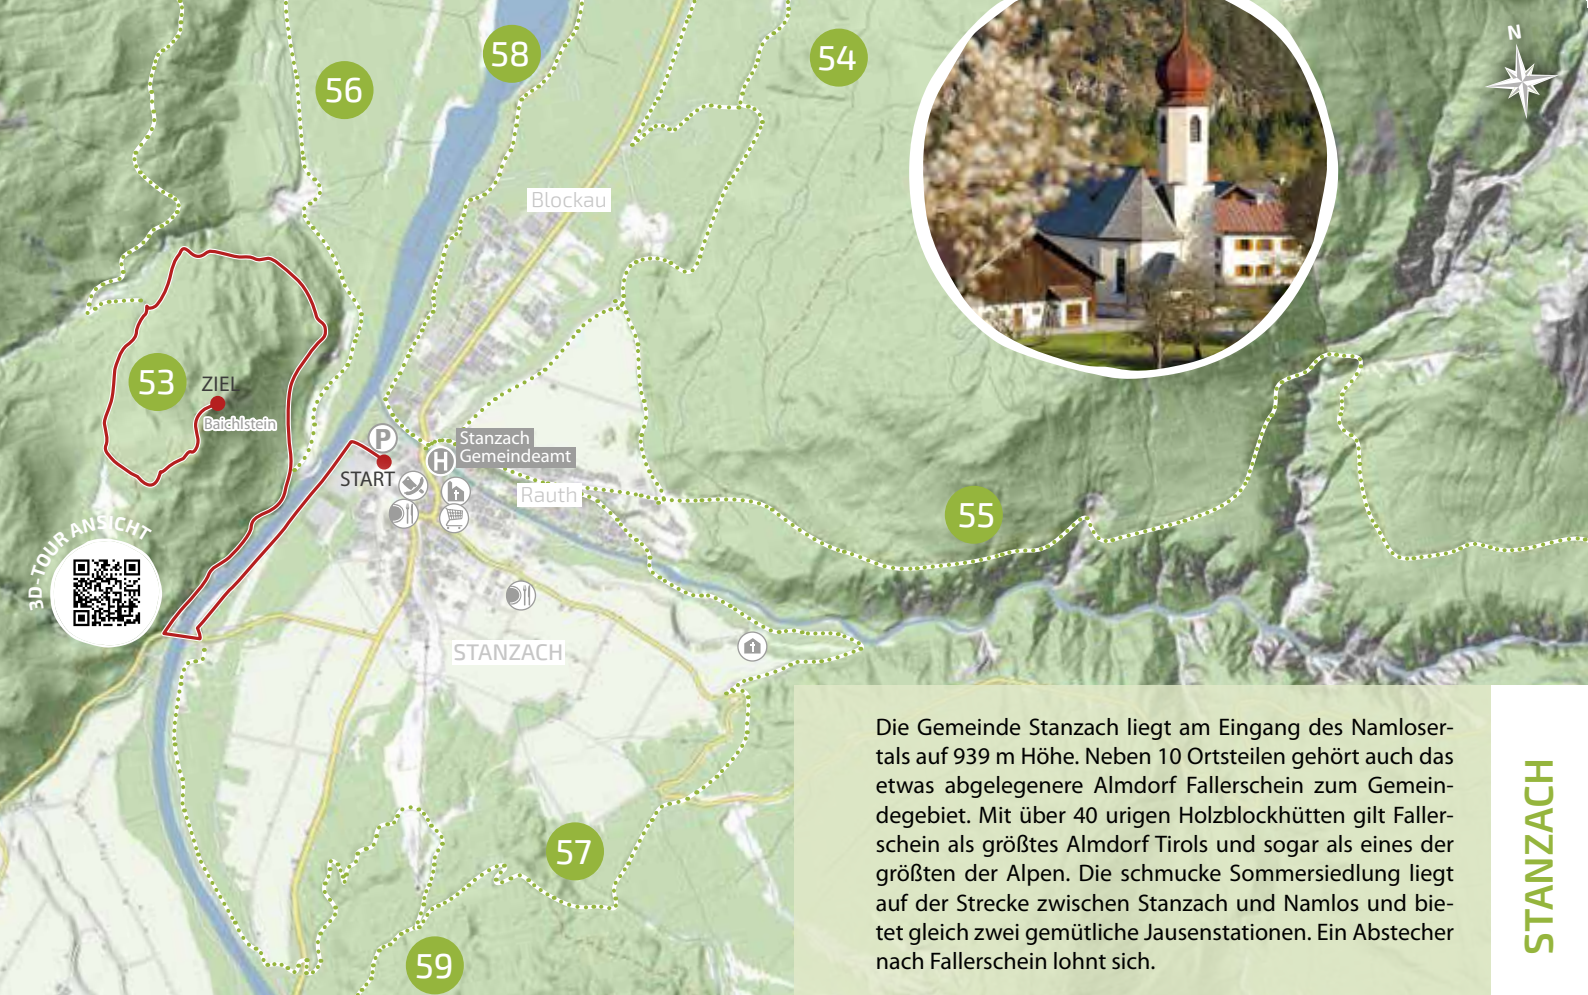 58
54
56
N
Blockau
53
ZIEL
Baichlstein
P
Stanzach
Gemeindeamt
H
START
Rauth
55
3D-TOUR ANSICHT
STANZACH
57
59
Die Gemeinde Stanzach liegt am Eingang des Namloser-
tals auf 939 m Höhe. Neben 10 Ortsteilen gehört auch das
etwas abgelegenere Almdorf Fallerschein zum Gemein-
degebiet. Mit über 40 urigen Holzblockhütten gilt Faller-
schein als größtes Almdorf Tirols und sogar als eines der
größten der Alpen. Die schmucke Sommersiedlung liegt
auf der Strecke zwischen Stanzach und Namlos und bie-
tet gleich zwei gemütliche Jausenstationen. Ein Abstecher
nach Fallerschein lohnt sich.
STANZACH